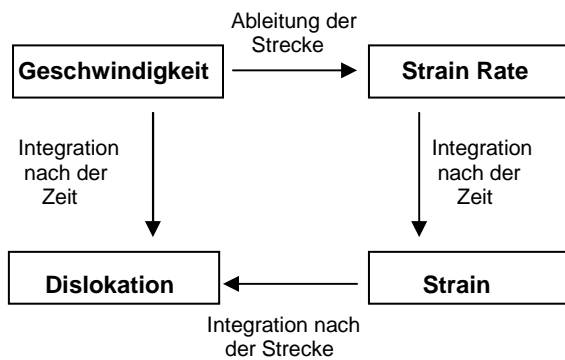 Ableitung der
Strecke
Geschwindigkeit
Strain Rate
Integration
nach der
Zeit
Integration
nach der
Zeit
Dislokation
Strain
Integration nach
der Strecke